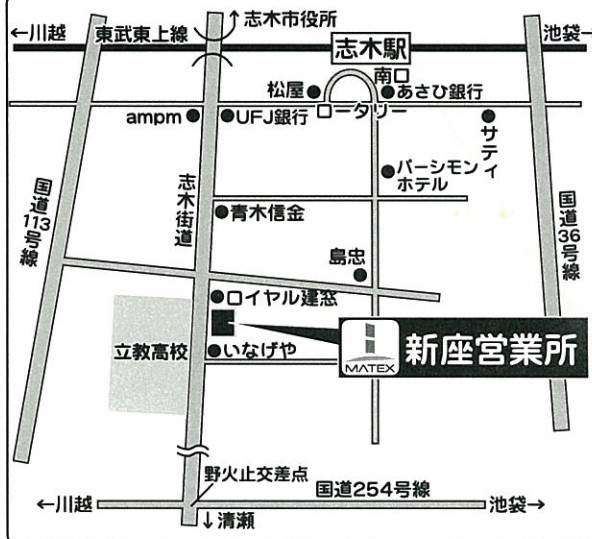 ↑志木市役所
←川越
東武東上線
志木駅
池袋→
南口
松屋
あさひ銀行
ロータリー
ampm
UFJ銀行
サティ
パーシモン
ホテル
国道113号線
志木街道
青木信金
国道36号線
島忠
ロイヤル建窓
MATEX
新座営業所
立教高校
いなげや
野火止交差点
国道254号線
←川越
池袋→
↓清瀬